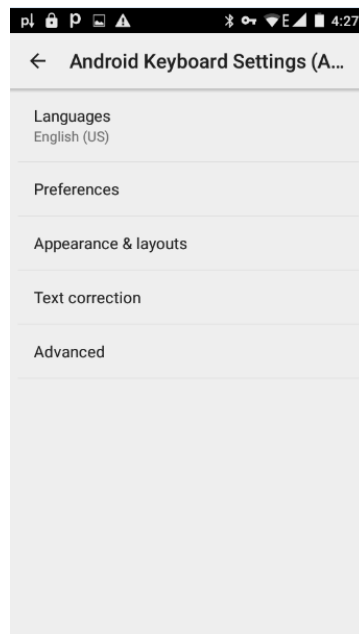 E 4:27
Android Keyboard Settings (A...
Languages
English (US)
Preferences
Appearance & layouts
Text correction
Advanced